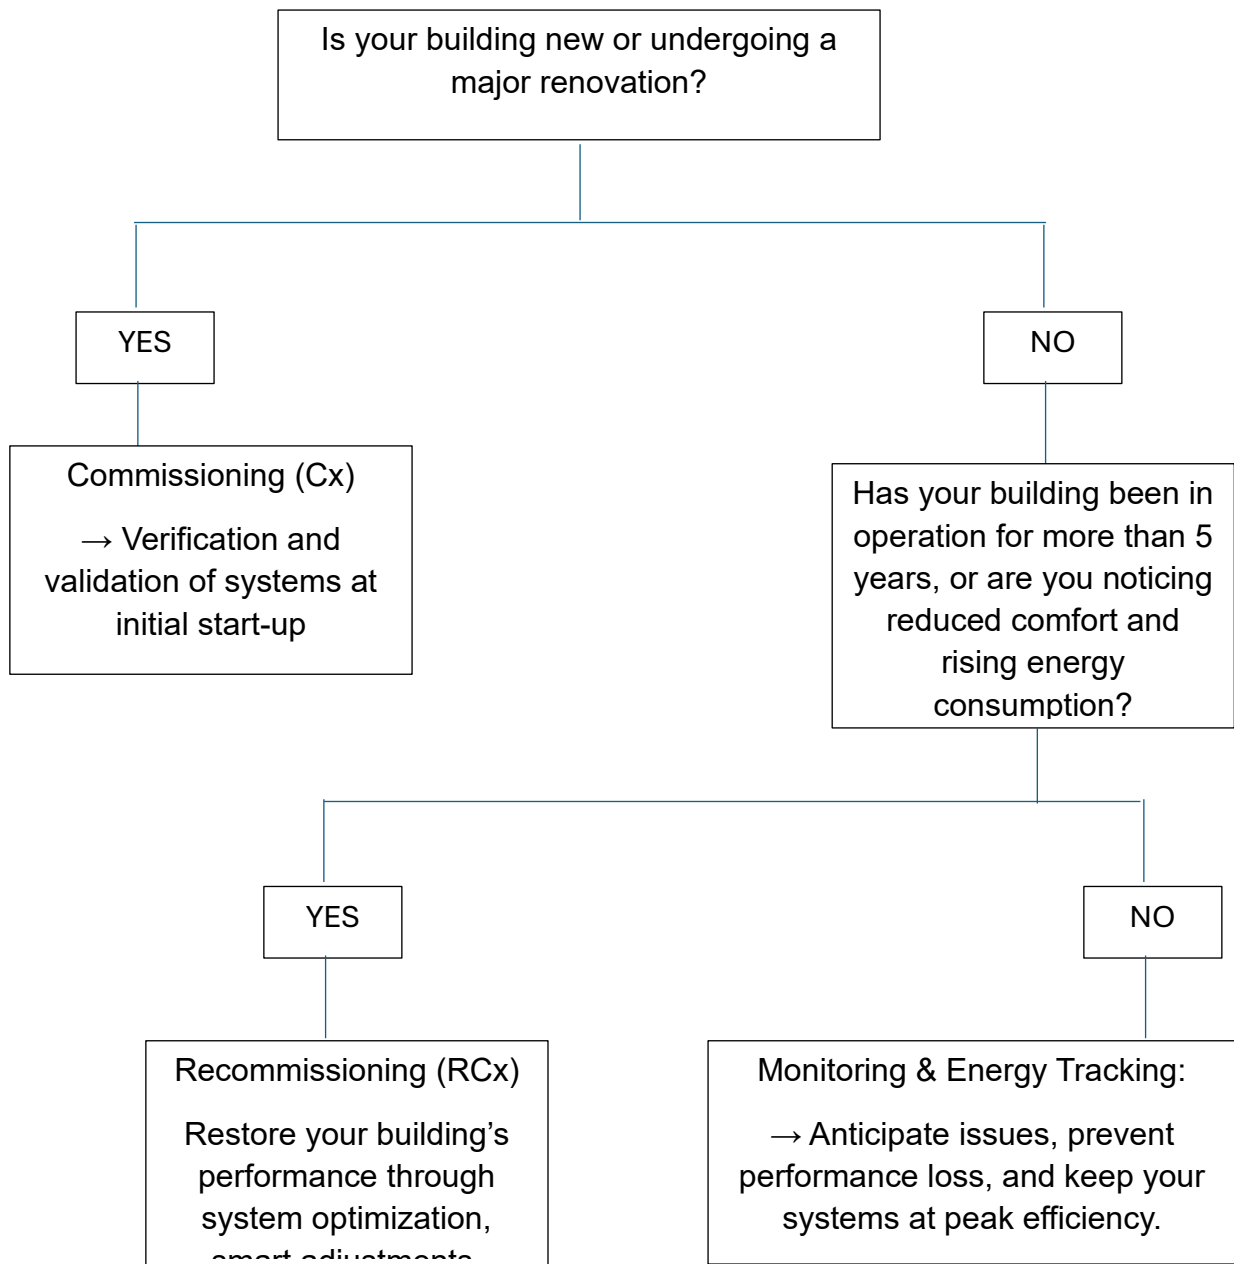 Is your building new or undergoing a
major renovation?
YES
NO
Commissioning (Cx)
→ Verification and
validation of systems at
initial start-up
Has your building been in
operation for more than 5
years, or are you noticing
reduced comfort and
rising energy
consumption?
YES
NO
Recommissioning (RCx)
Restore your building’s
performance through
system optimization,
smart adjustments
Monitoring & Energy Tracking:
→ Anticipate issues, prevent
performance loss, and keep your
systems at peak efficiency.